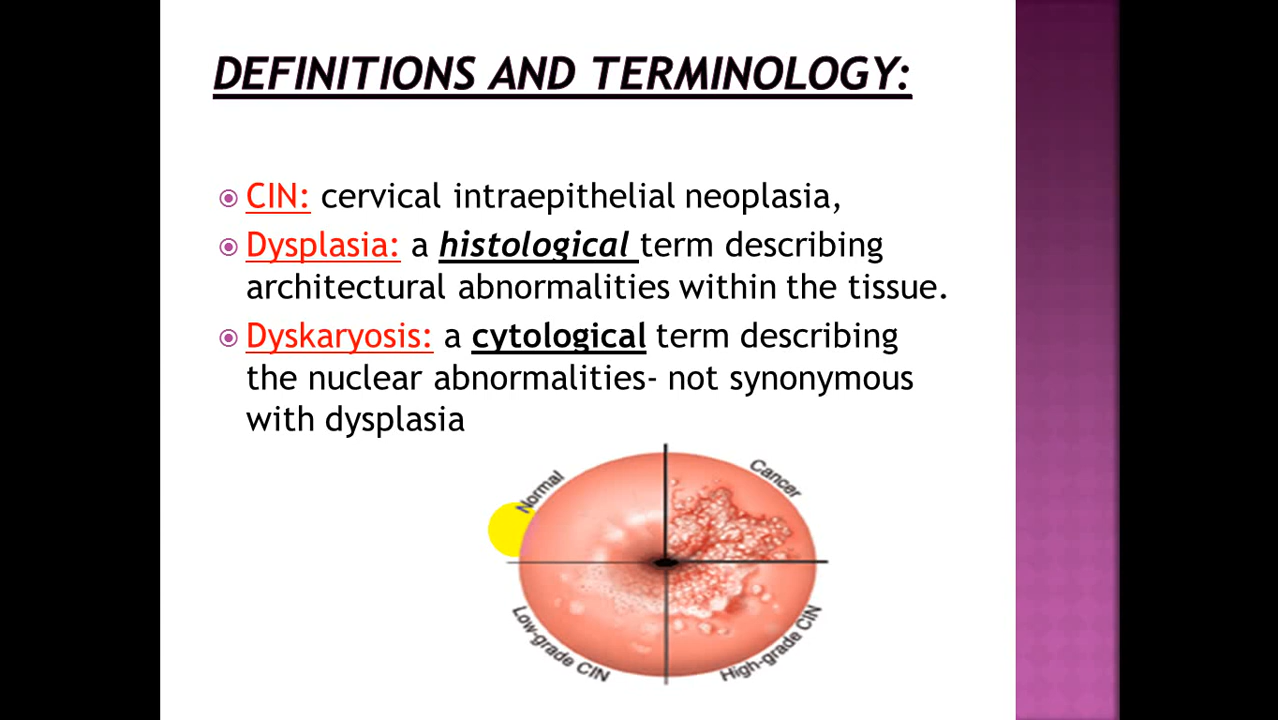 DEFINITIONS AND TERMINOLOGY:
CIN: cervical intraepithelial neoplasia,
Dysplasia: a histological term describing
architectural abnormalities within the tissue.
Dyskaryosis: a cytological term describing
the nuclear abnormalities- not synonymous
with dysplasia
Normal
Cancer
Low-grade CIN
High-grade CIN